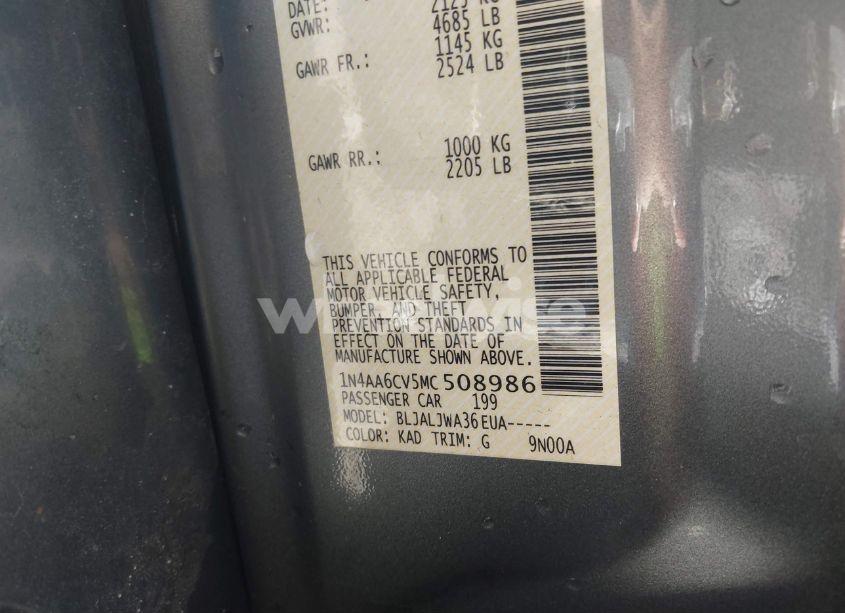 DATE:
GVWR: 4685 LB
1145 KG
GAWR FR.: 2524 LB
1000 KG
GAWR RR.: 2205 LB
THIS VEHICLE CONFORMS TO
ALL APPLICABLE FEDERAL
MOTOR VEHICLE SAFETY,
BUMPER, AND THEFT
PREVENTION STANDARDS IN
EFFECT ON THE DATE OF
MANUFACTURE SHOWN ABOVE.
1N4AA6CV5MC508986
PASSENGER CAR 199
MODEL: BLJALJWA36EUA-----
COLOR: KAD TRIM: G 9N00A